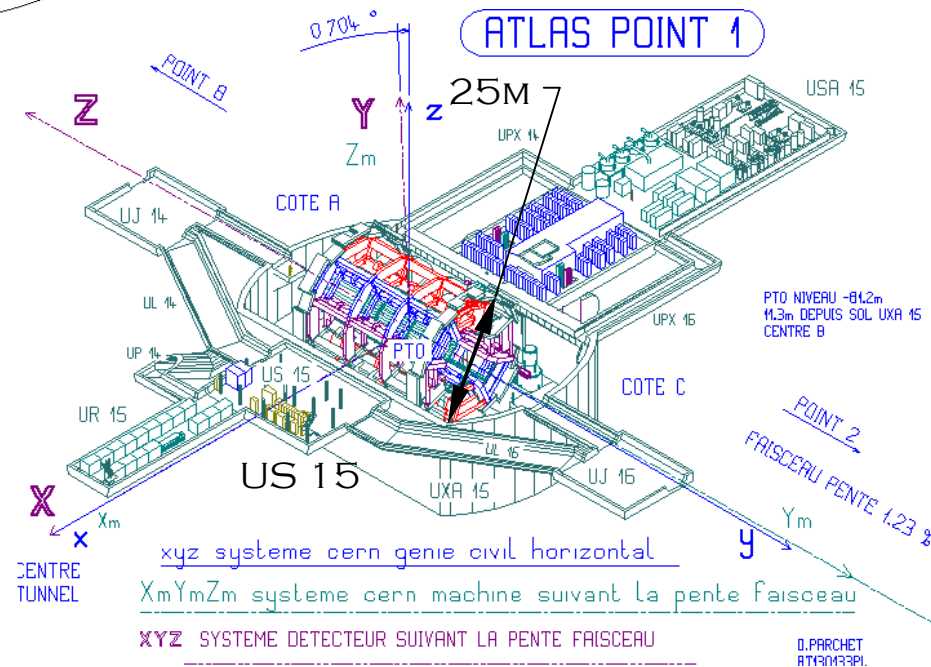 ATLAS POINT 1
0.704 °
POINT 8
25M
USA 15
Z
Y
z
UPX 14
Zm
COTE A
UJ 14
UL 14
PTO NIVEAU -81.2m
11.3m DEPUIS SOL UXA 15
CENTRE B
UPX 16
UP 14
PTO
US 15
COTE C
UR 15
POINT 2
FAISCEAU PENTE 1.23 %
UL 16
US 15
UXA 15
UJ 16
X
Xm
x
Ym
y
CENTRE
TUNNEL
xyz systeme cern genie civil horizontal
XmYmZm systeme cern machine suivant la pente faisceau
XYZ SYSTEME DETECTEUR SUIVANT LA PENTE FAISCEAU
D.PARCHET